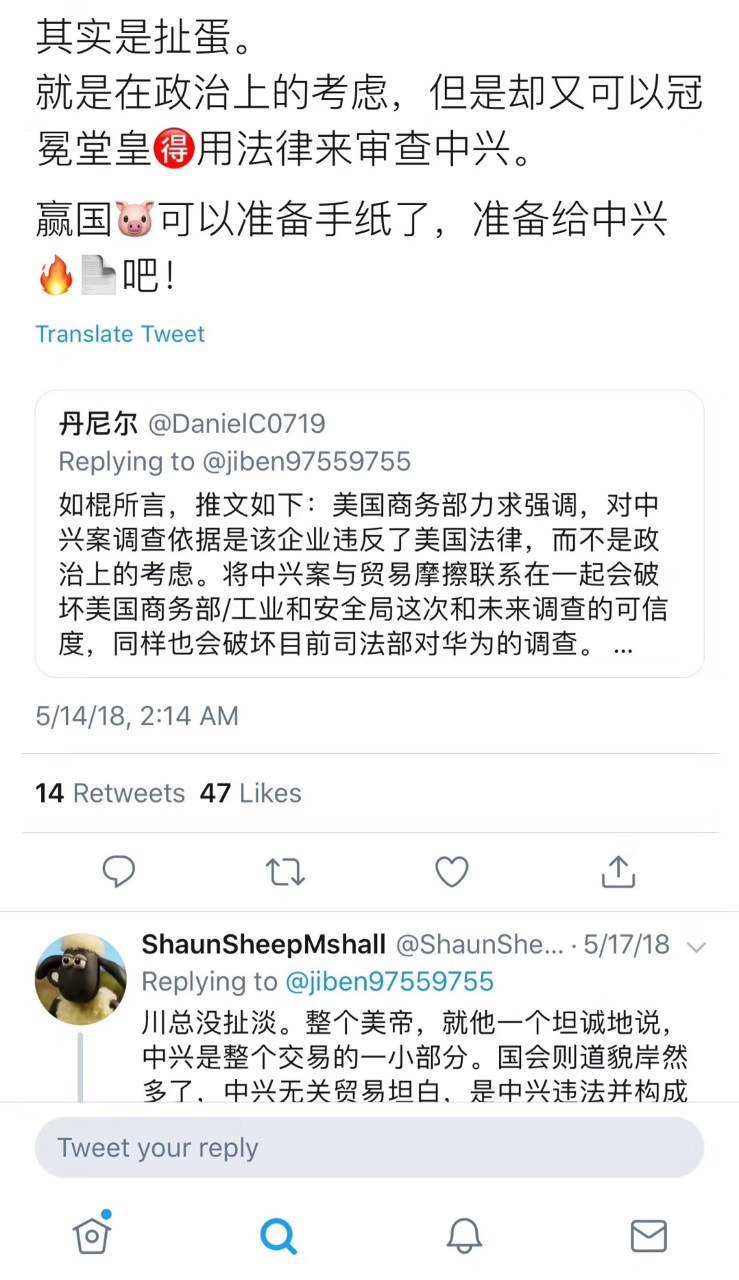 其实是扯蛋。
就是在政治上的考虑，但是却又可以冠
冕堂皇🉐用法律来审查中兴。
赢国🐷可以准备手纸了，准备给中兴
🔥📄吧！
Translate Tweet
丹尼尔 @DanielC0719
Replying to @jiben97559755
如棍所言，推文如下：美国商务部力求强调，对中
兴案调查依据是该企业违反了美国法律，而不是政
治上的考虑。将中兴案与贸易摩擦联系在一起会破
坏美国商务部/工业和安全局这次和未来调查的可信
度，同样也会破坏目前司法部对华为的调查。 ...
5/14/18, 2:14 AM
14 Retweets 47 Likes
ShaunSheepMshall @ShaunShe... · 5/17/18
Replying to @jiben97559755
川总没扯淡。整个美帝，就他一个坦诚地说，
中兴是整个交易的一小部分。国会则道貌岸然
多了，中兴无关贸易坦白，是中兴违法并构成
Tweet your reply